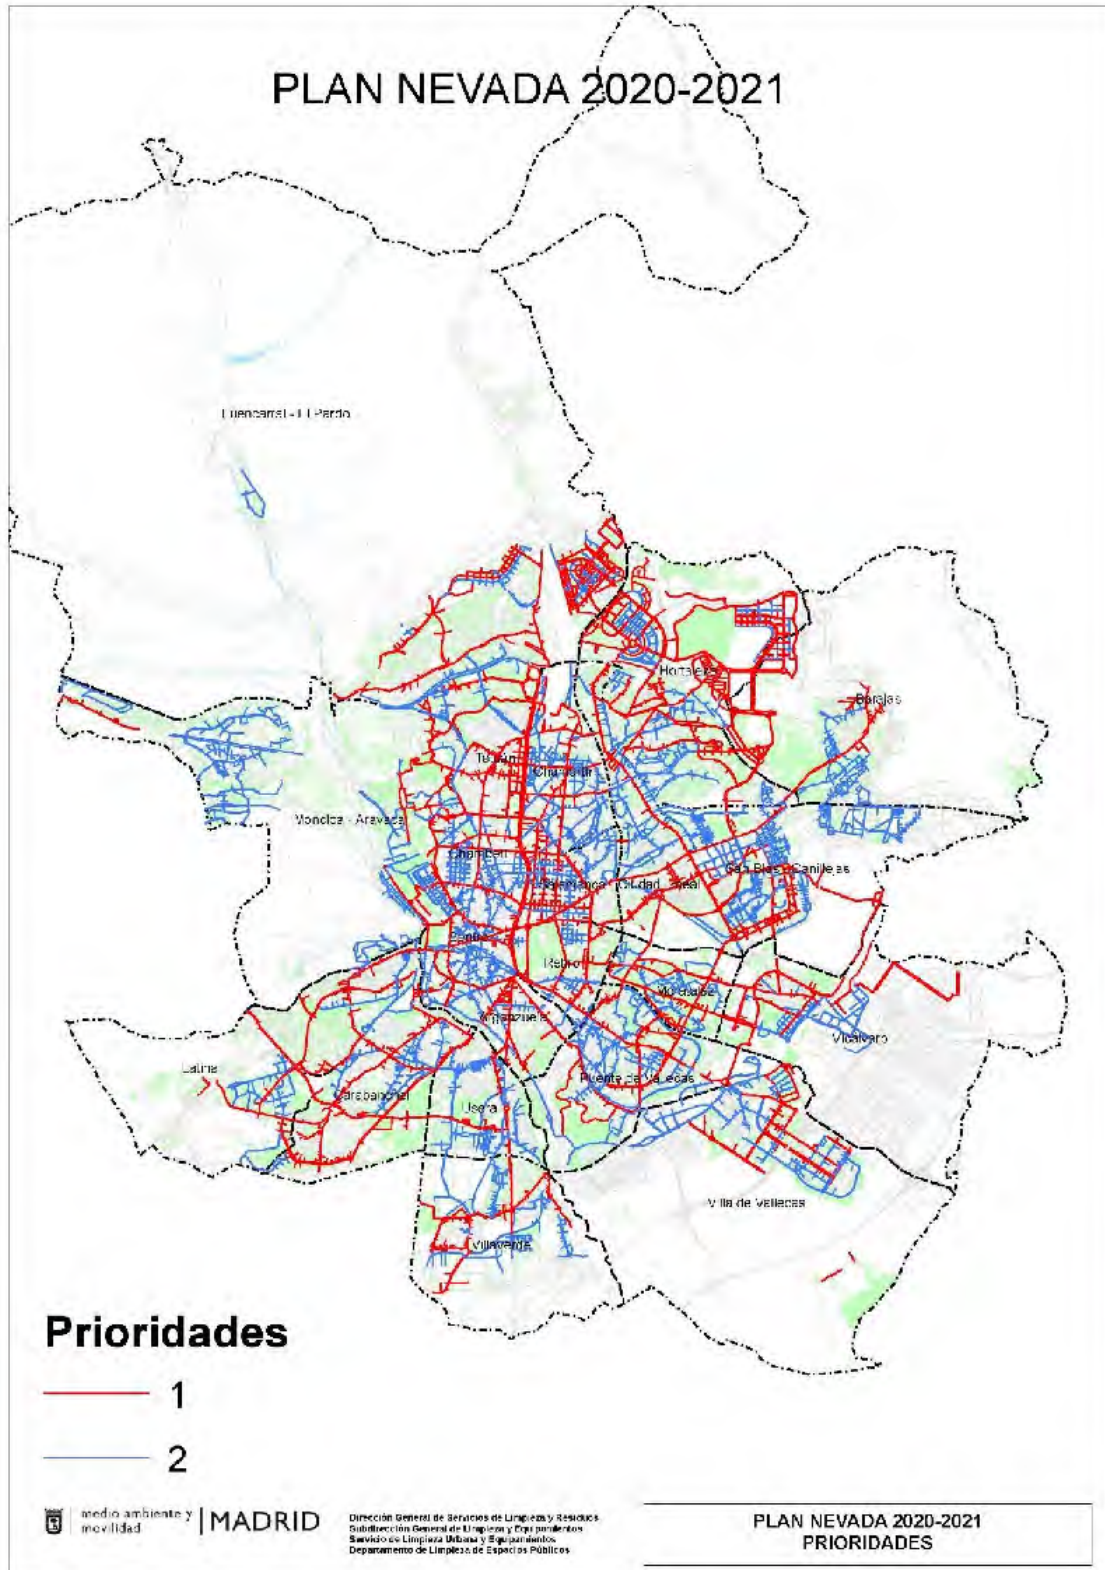 PLAN NEVADA 2020-2021
Fuencarral - El Pardo
Hortaleza
Barajas
Tetuán
Chamartín
Moncloa - Aravaca
Chamberí
San Blas - Canillejas
Salamanca
Ciudad Lineal
Centro
Retiro
Moratalaz
Arganzuela
Vicálvaro
Latina
Puente de Vallecas
Carabanchel
Usera
Villa de Vallecas
Villaverde
Prioridades
1
2
medio ambiente y
movilidad
MADRID
Dirección General de Servicios de Limpieza y Residuos
Subdirección General de Limpieza y Equipamientos
Servicio de Limpieza Urbana y Equipamientos
Departamento de Limpieza de Espacios Públicos
PLAN NEVADA 2020-2021
PRIORIDADES